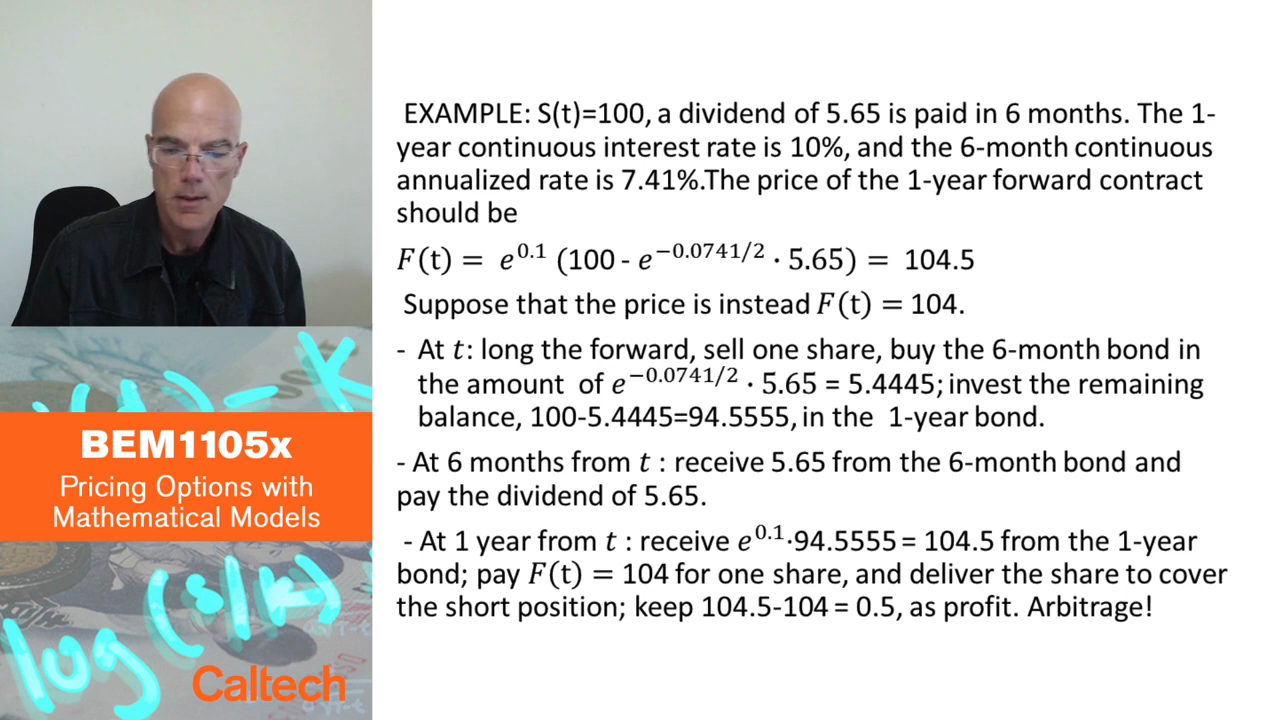 EXAMPLE: S(t)=100, a dividend of 5.65 is paid in 6 months. The 1-
year continuous interest rate is 10%, and the 6-month continuous
annualized rate is 7.41%.The price of the 1-year forward contract
should be
F(t) = e^{0.1} (100 - e^{−0.0741/2} · 5.65) = 104.5
Suppose that the price is instead F(t) = 104.
- At t: long the forward, sell one share, buy the 6-month bond in
the amount of e^{−0.0741/2} · 5.65 = 5.4445; invest the remaining
balance, 100-5.4445=94.5555, in the 1-year bond.
- At 6 months from t : receive 5.65 from the 6-month bond and
pay the dividend of 5.65.
- At 1 year from t : receive e^{0.1}·94.5555 = 104.5 from the 1-year
bond; pay F(t) = 104 for one share, and deliver the share to cover
the short position; keep 104.5-104 = 0.5, as profit. Arbitrage!
BEM1105x
Pricing Options with
Mathematical Models
log (s/k)
Caltech